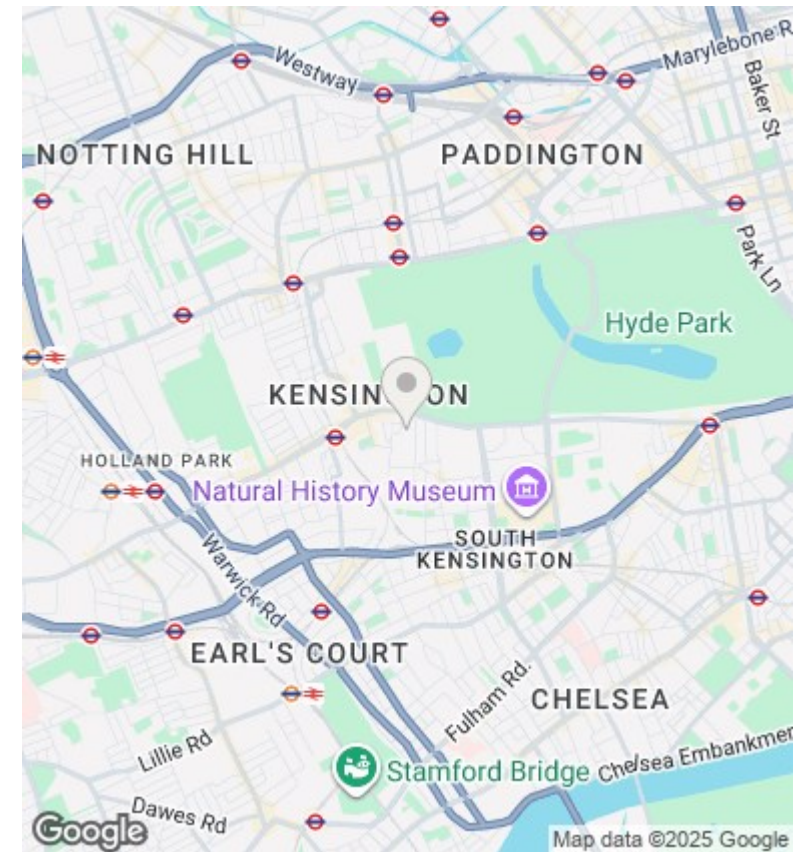 Westway
Marylebone R
Baker St
NOTTING HILL
PADDINGTON
Park Ln
Hyde Park
KENSIN ON
HOLLAND PARK
Natural History Museum
SOUTH
KENSINGTON
Warwick Rd
EARL'S COURT
CHELSEA
Fulham Rd.
Lillie Rd
Stamford Bridge
Chelsea Embankmen
Dawes Rd
Google
Map data ©2025 Google